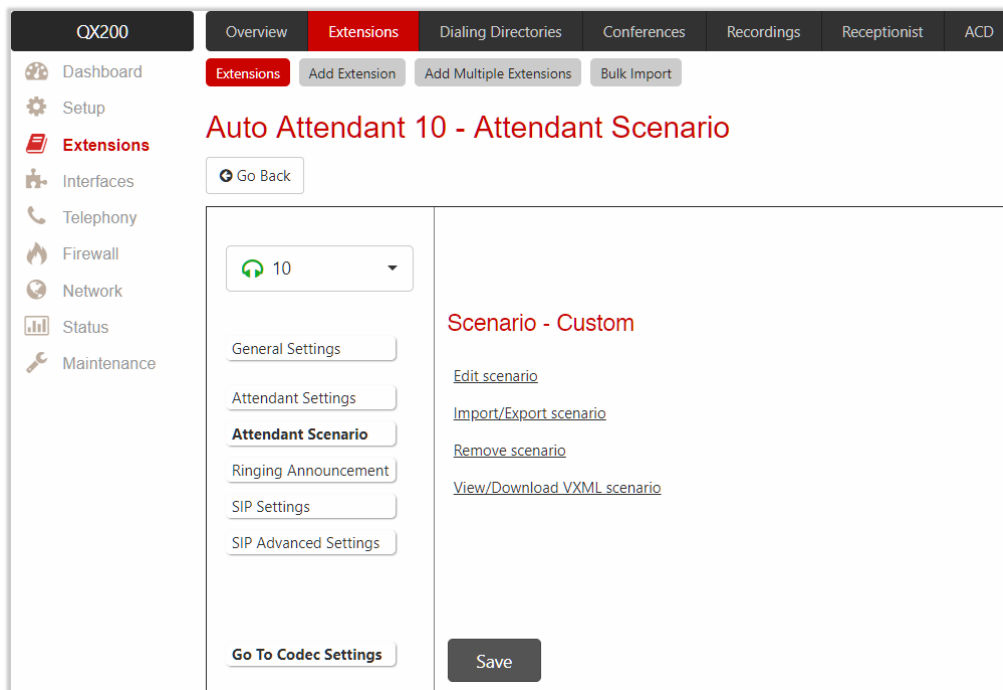 QX200
Overview
Extensions
Dialing Directories
Conferences
Recordings
Receptionist
ACD
Dashboard
Setup
Extensions
Interfaces
Telephony
Firewall
Network
Status
Maintenance
Extensions
Add Extension
Add Multiple Extensions
Bulk Import
Auto Attendant 10 - Attendant Scenario
Go Back
10
General Settings
Attendant Settings
Attendant Scenario
Ringing Announcement
SIP Settings
SIP Advanced Settings
Go To Codec Settings
Scenario - Custom
Edit scenario
Import/Export scenario
Remove scenario
View/Download VXML scenario
Save